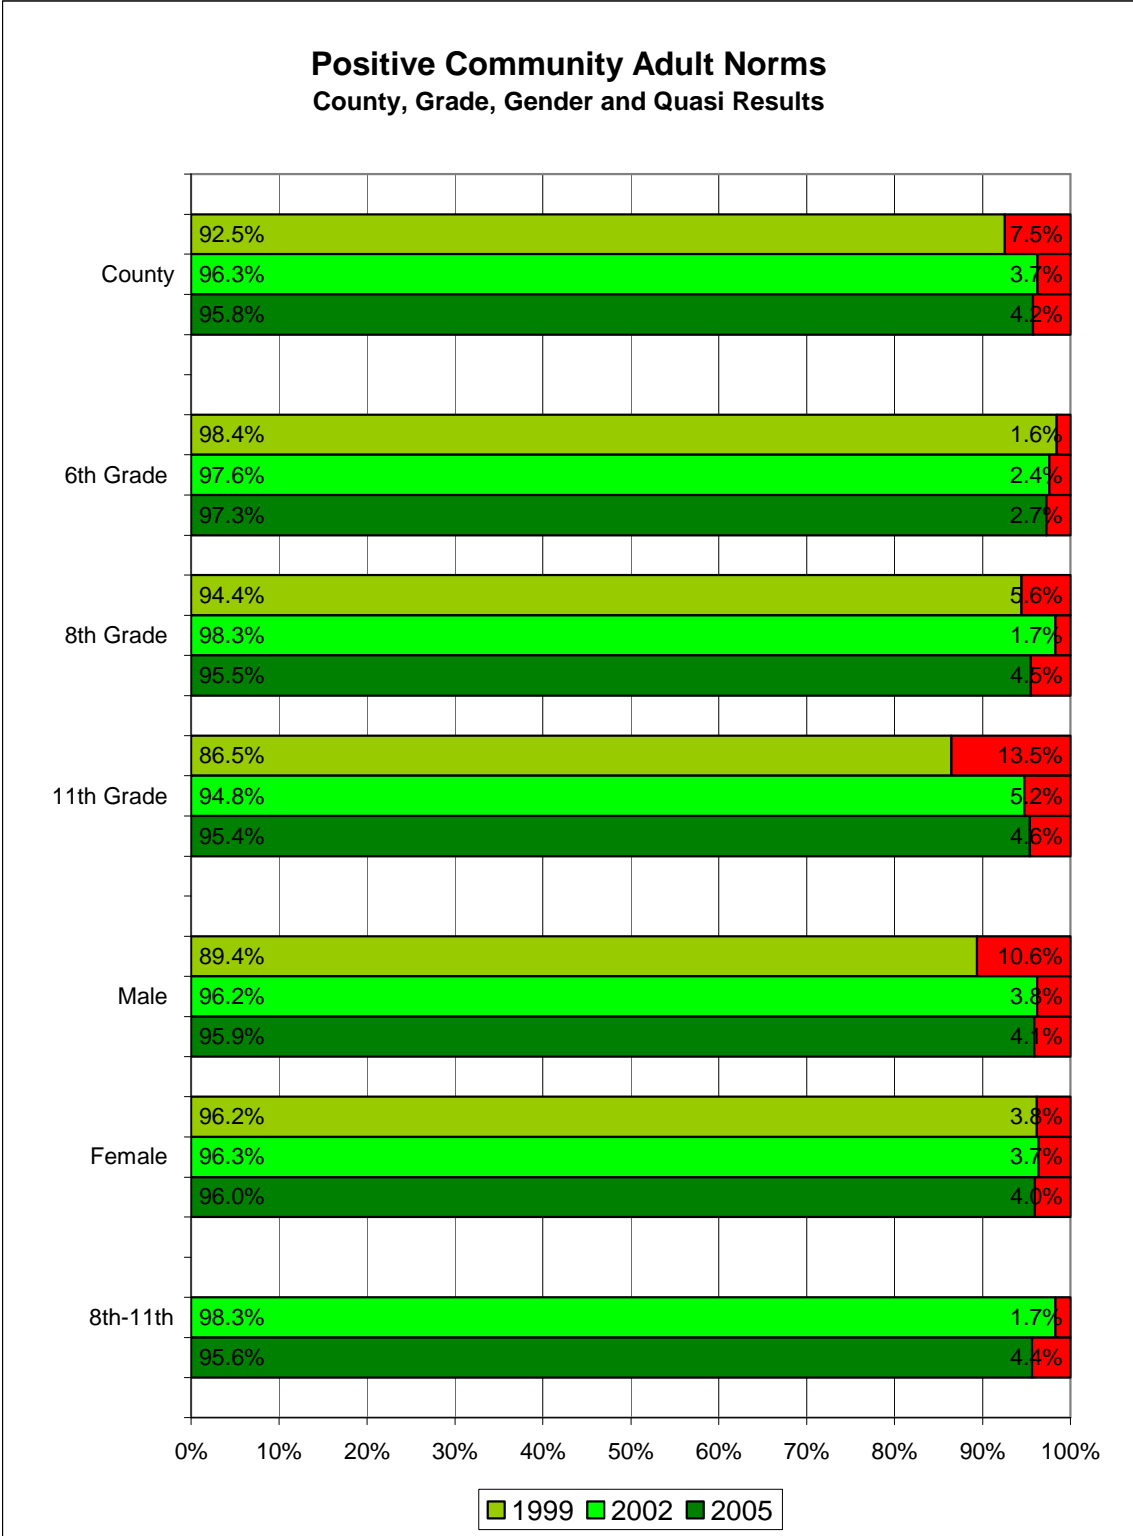 Positive Community Adult Norms
County, Grade, Gender and Quasi Results
92.5% 7.5%
County 96.3% 3.7%
95.8% 4.2%
98.4% 1.6%
6th Grade 97.6% 2.4%
97.3% 2.7%
94.4% 5.6%
8th Grade 98.3% 1.7%
95.5% 4.5%
86.5% 13.5%
11th Grade 94.8% 5.2%
95.4% 4.6%
89.4% 10.6%
Male 96.2% 3.8%
95.9% 4.1%
96.2% 3.8%
Female 96.3% 3.7%
96.0% 4.0%
8th-11th 98.3% 1.7%
95.6% 4.4%
0% 10% 20% 30% 40% 50% 60% 70% 80% 90% 100%
1999 2002 2005